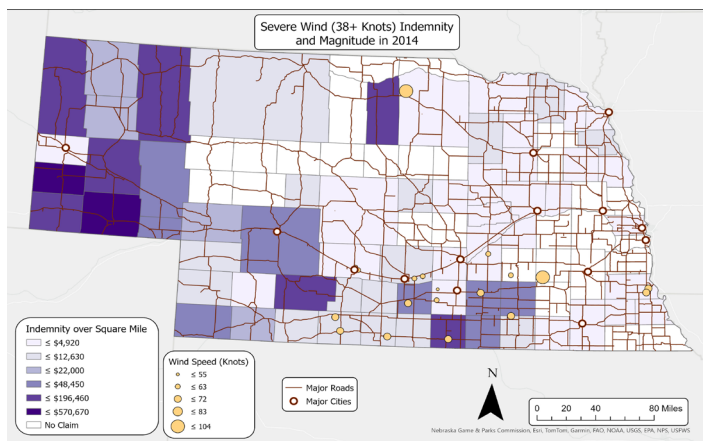 Severe Wind (38+ Knots) Indemnity
and Magnitude in 2014
Indemnity over Square Mile
≤ $4,920
≤ $12,630
≤ $22,000
≤ $48,450
≤ $196,460
≤ $570,670
No Claim
Wind Speed (Knots)
≤ 55
≤ 63
≤ 72
≤ 83
≤ 104
Major Roads
Major Cities
N
0 20 40 80 Miles
Nebraska Game & Parks Commission, Esri, TomTom, Garmin, FAO, NOAA, USGS, EPA, NPS, USFWS